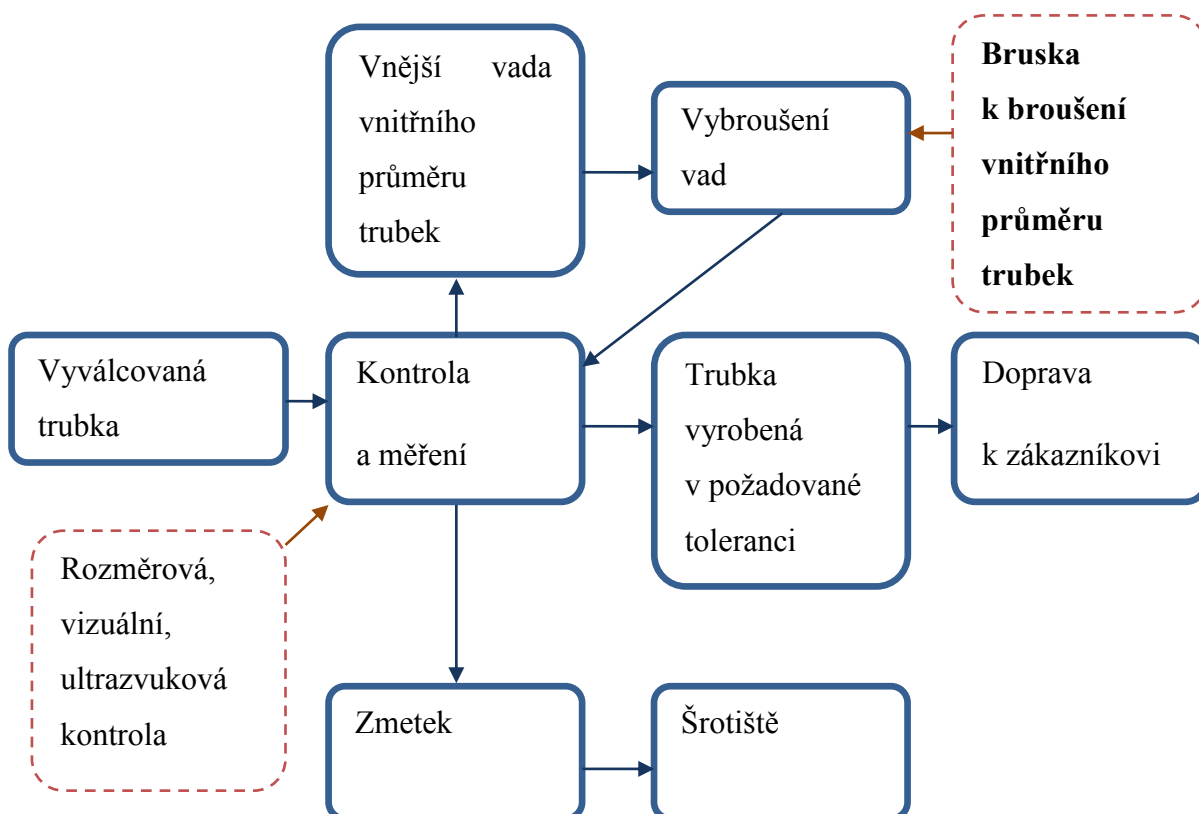 Vnější vada
vnitřního
průměru
trubek
Vybroušení
vad
Bruska
k broušení
vnitřního
průměru
trubek
Vyválcovaná
trubka
Kontrola
a měření
Trubka
vyrobená
v požadované
toleranci
Doprava
k zákazníkovi
Rozměrová,
vizuální,
ultrazvuková
kontrola
Zmetek
Šrotiště